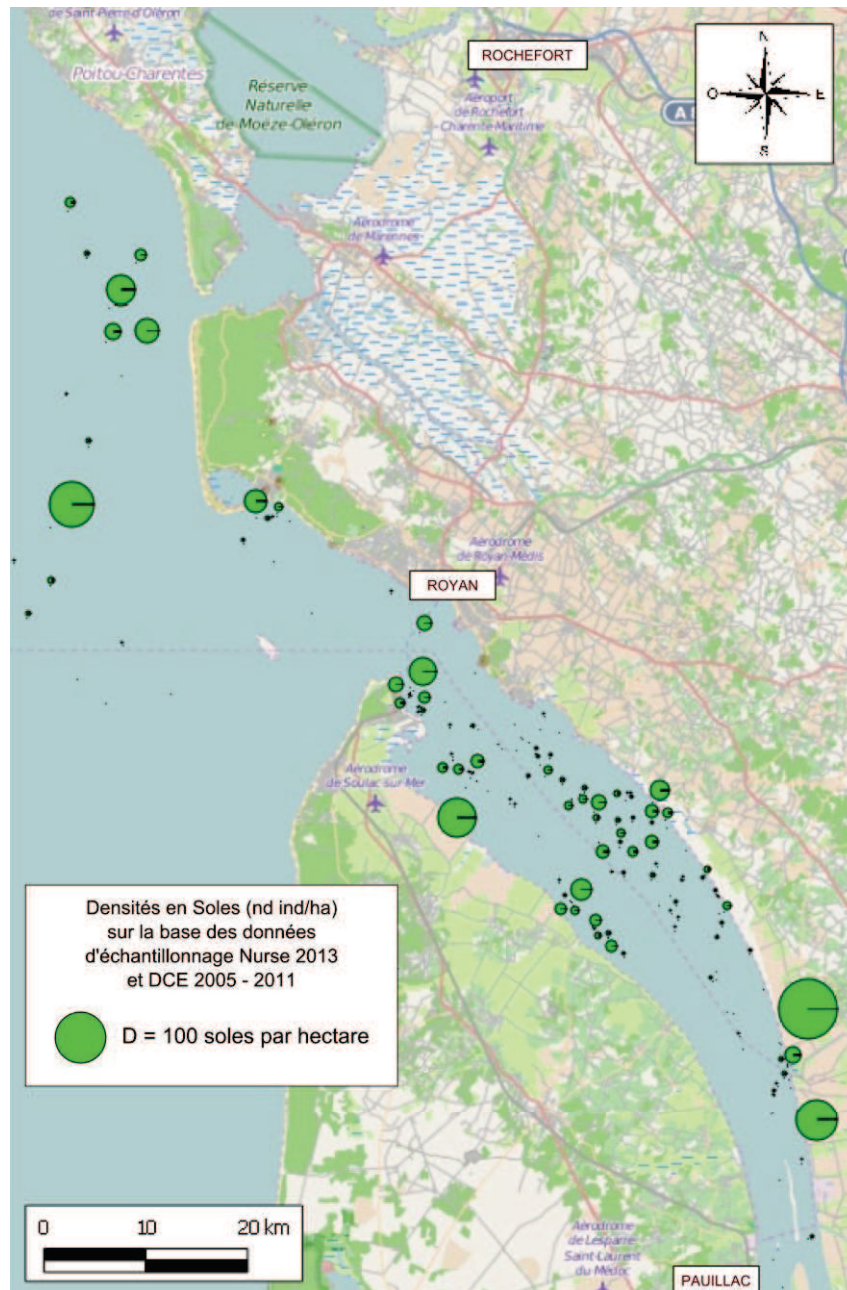 de Saint-Pierre-d'Oléron
Poitou-Charentes
Réserve
Naturelle
de Moëze-Oléron
ROCHEFORT
Aéroport
de Rochefort
-Charente-Maritime
N
O
E
S
A
Aérodrome
de Marennes
Aérodrome
de Royan-Médis
ROYAN
Aérodrome
de Soulac-sur-Mer
Densités en Soles (nd ind/ha)
sur la base des données
d'échantillonnage Nurse 2013
et DCE 2005 - 2011
D = 100 soles par hectare
0 10 20 km
Aérodrome
de Lesparre
Saint-Laurent
du Médoc
PAUILLAC